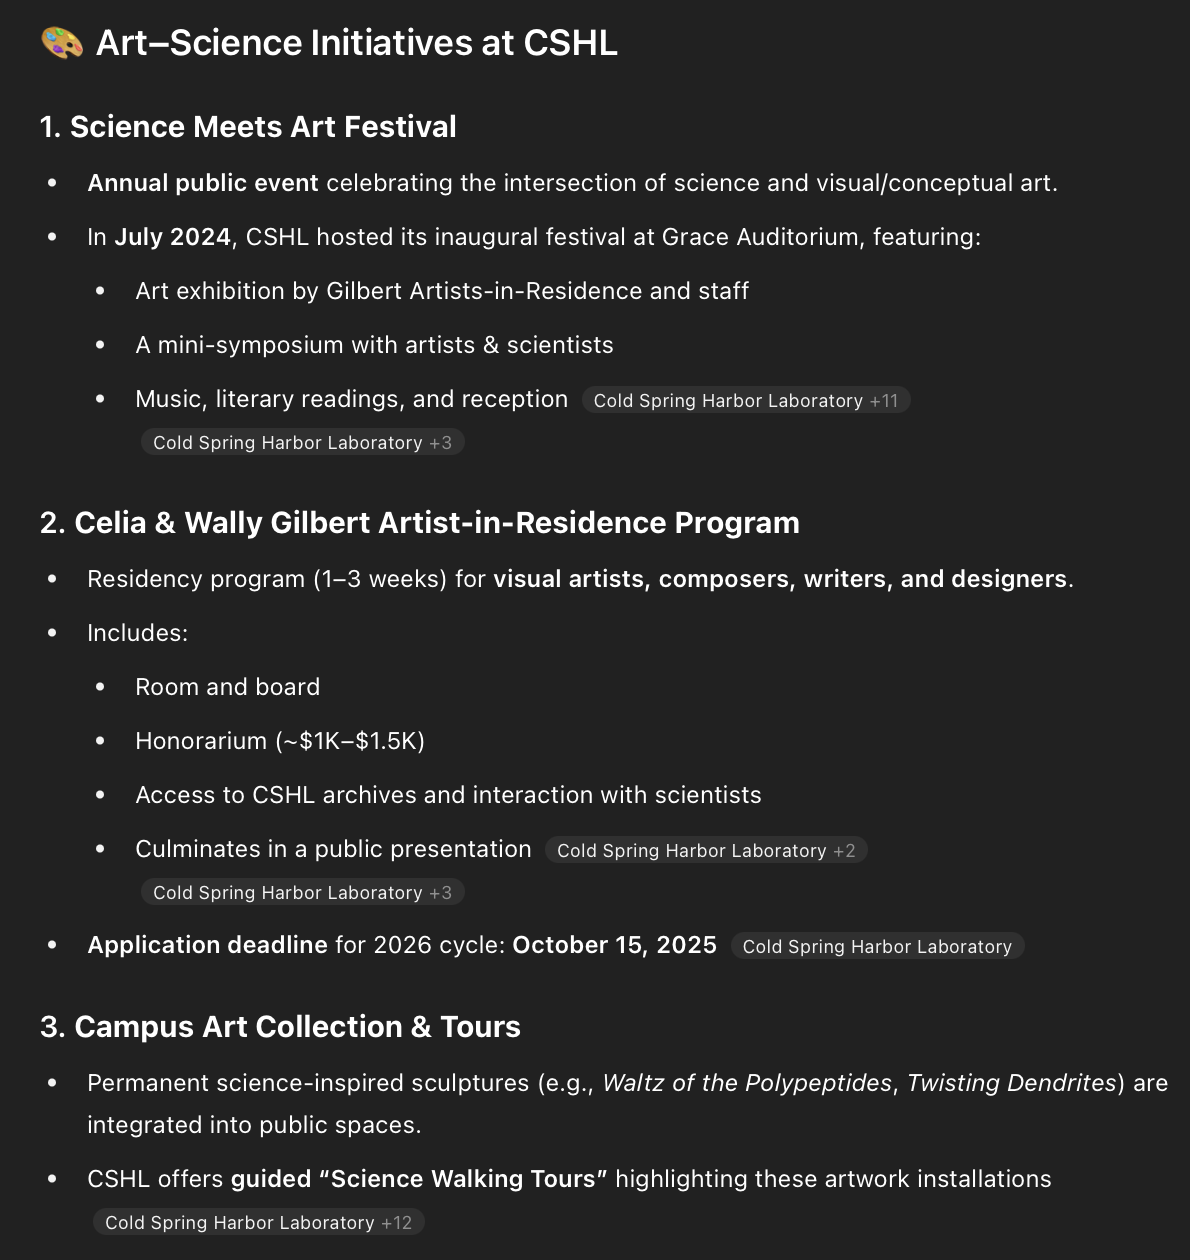 🎨 Art–Science Initiatives at CSHL
1. Science Meets Art Festival
• Annual public event celebrating the intersection of science and visual/conceptual art.
• In July 2024, CSHL hosted its inaugural festival at Grace Auditorium, featuring:
• Art exhibition by Gilbert Artists-in-Residence and staff
• A mini-symposium with artists & scientists
• Music, literary readings, and reception Cold Spring Harbor Laboratory +11
Cold Spring Harbor Laboratory +3
2. Celia & Wally Gilbert Artist-in-Residence Program
• Residency program (1–3 weeks) for visual artists, composers, writers, and designers.
• Includes:
• Room and board
• Honorarium (~$1K–$1.5K)
• Access to CSHL archives and interaction with scientists
• Culminates in a public presentation Cold Spring Harbor Laboratory +2
Cold Spring Harbor Laboratory +3
• Application deadline for 2026 cycle: October 15, 2025 Cold Spring Harbor Laboratory
3. Campus Art Collection & Tours
• Permanent science-inspired sculptures (e.g., Waltz of the Polypeptides, Twisting Dendrites) are
integrated into public spaces.
• CSHL offers guided “Science Walking Tours” highlighting these artwork installations
Cold Spring Harbor Laboratory +12